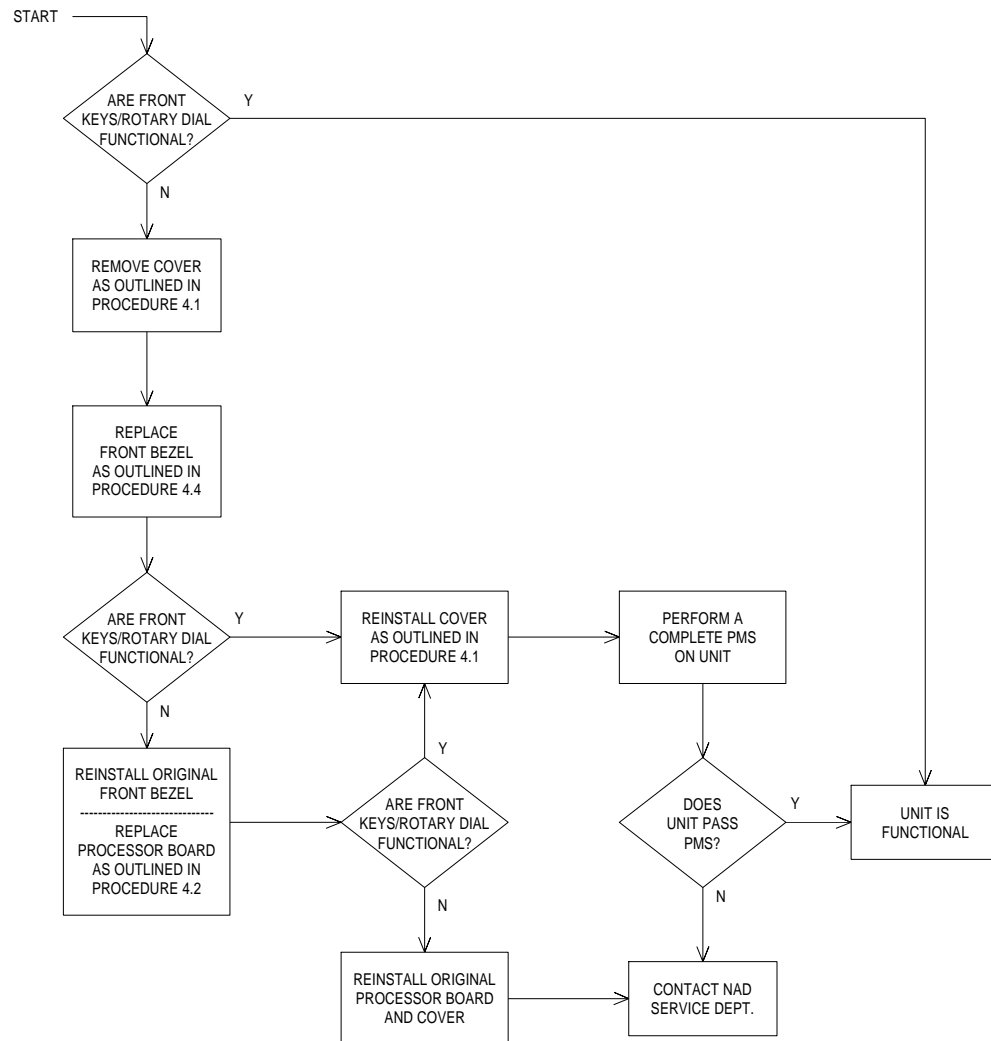 START
ARE FRONT
KEYS/ROTARY DIAL
FUNCTIONAL?
Y
N
REMOVE COVER
AS OUTLINED IN
PROCEDURE 4.1
REPLACE
FRONT BEZEL
AS OUTLINED IN
PROCEDURE 4.4
ARE FRONT
KEYS/ROTARY DIAL
FUNCTIONAL?
Y
N
REINSTALL COVER
AS OUTLINED IN
PROCEDURE 4.1
PERFORM A
COMPLETE PMS
ON UNIT
REINSTALL ORIGINAL
FRONT BEZEL
------------------------------
REPLACE
PROCESSOR BOARD
AS OUTLINED IN
PROCEDURE 4.2
Y
ARE FRONT
KEYS/ROTARY DIAL
FUNCTIONAL?
N
DOES
UNIT PASS
PMS?
Y
N
UNIT IS
FUNCTIONAL
REINSTALL ORIGINAL
PROCESSOR BOARD
AND COVER
CONTACT NAD
SERVICE DEPT.